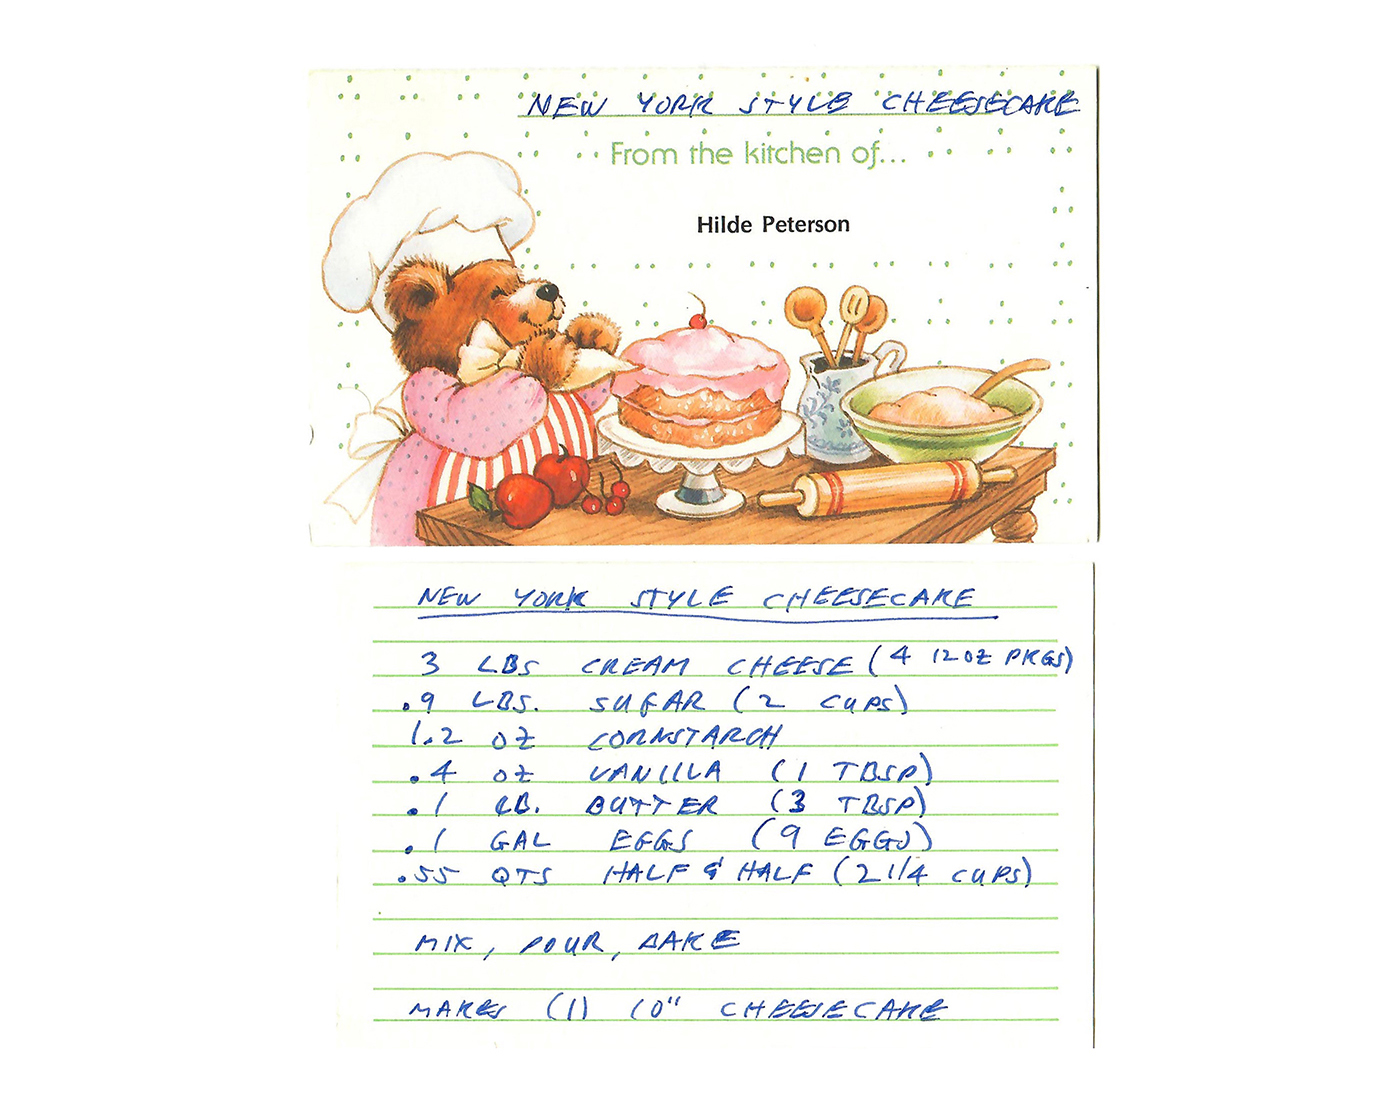 NEW YORK STYLE CHEESECAKE
From the kitchen of...
Hilde Peterson
NEW YORK STYLE CHEESECAKE
3 LBS CREAM CHEESE (4 12OZ PKGS)
.9 LBS. SUGAR (2 CUPS)
1.2 OZ CORNSTARCH
.4 OZ VANILLA (1 TBSP)
.1 LB. BUTTER (3 TBSP)
.1 GAL EGGS (9 EGGS)
.55 QTS HALF & HALF (2 1/4 CUPS)
MIX, POUR, BAKE
MAKES (1) 10" CHEESECAKE